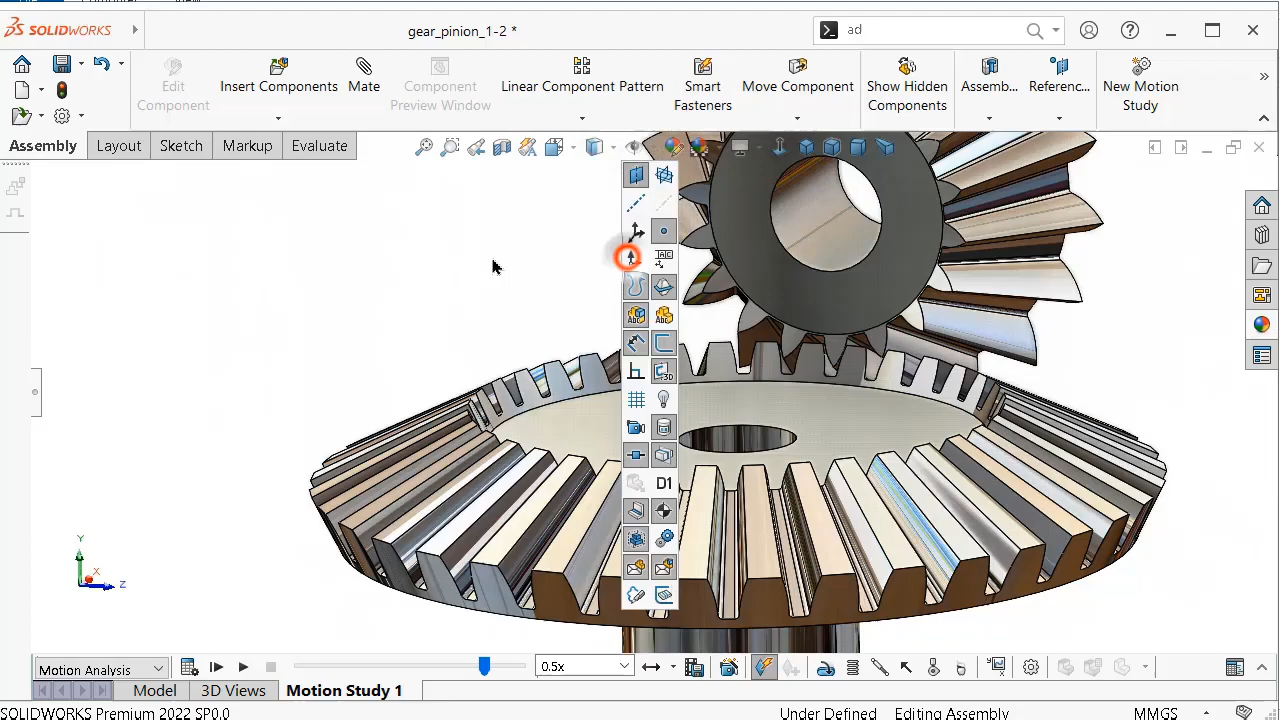 SOLIDWORKS
gear_pinion_1-2 *
ad
Edit Component
Insert Components
Mate
Component Preview Window
Linear Component Pattern
Smart Fasteners
Move Component
Show Hidden Components
Assemb...
Referenc...
New Motion Study
Assembly
Layout
Sketch
Markup
Evaluate
D1
Y
X
Z
Motion Analysis
0.5x
Model
3D Views
Motion Study 1
SOLIDWORKS Premium 2022 SP0.0
Under Defined
Editing Assembly
MMGS